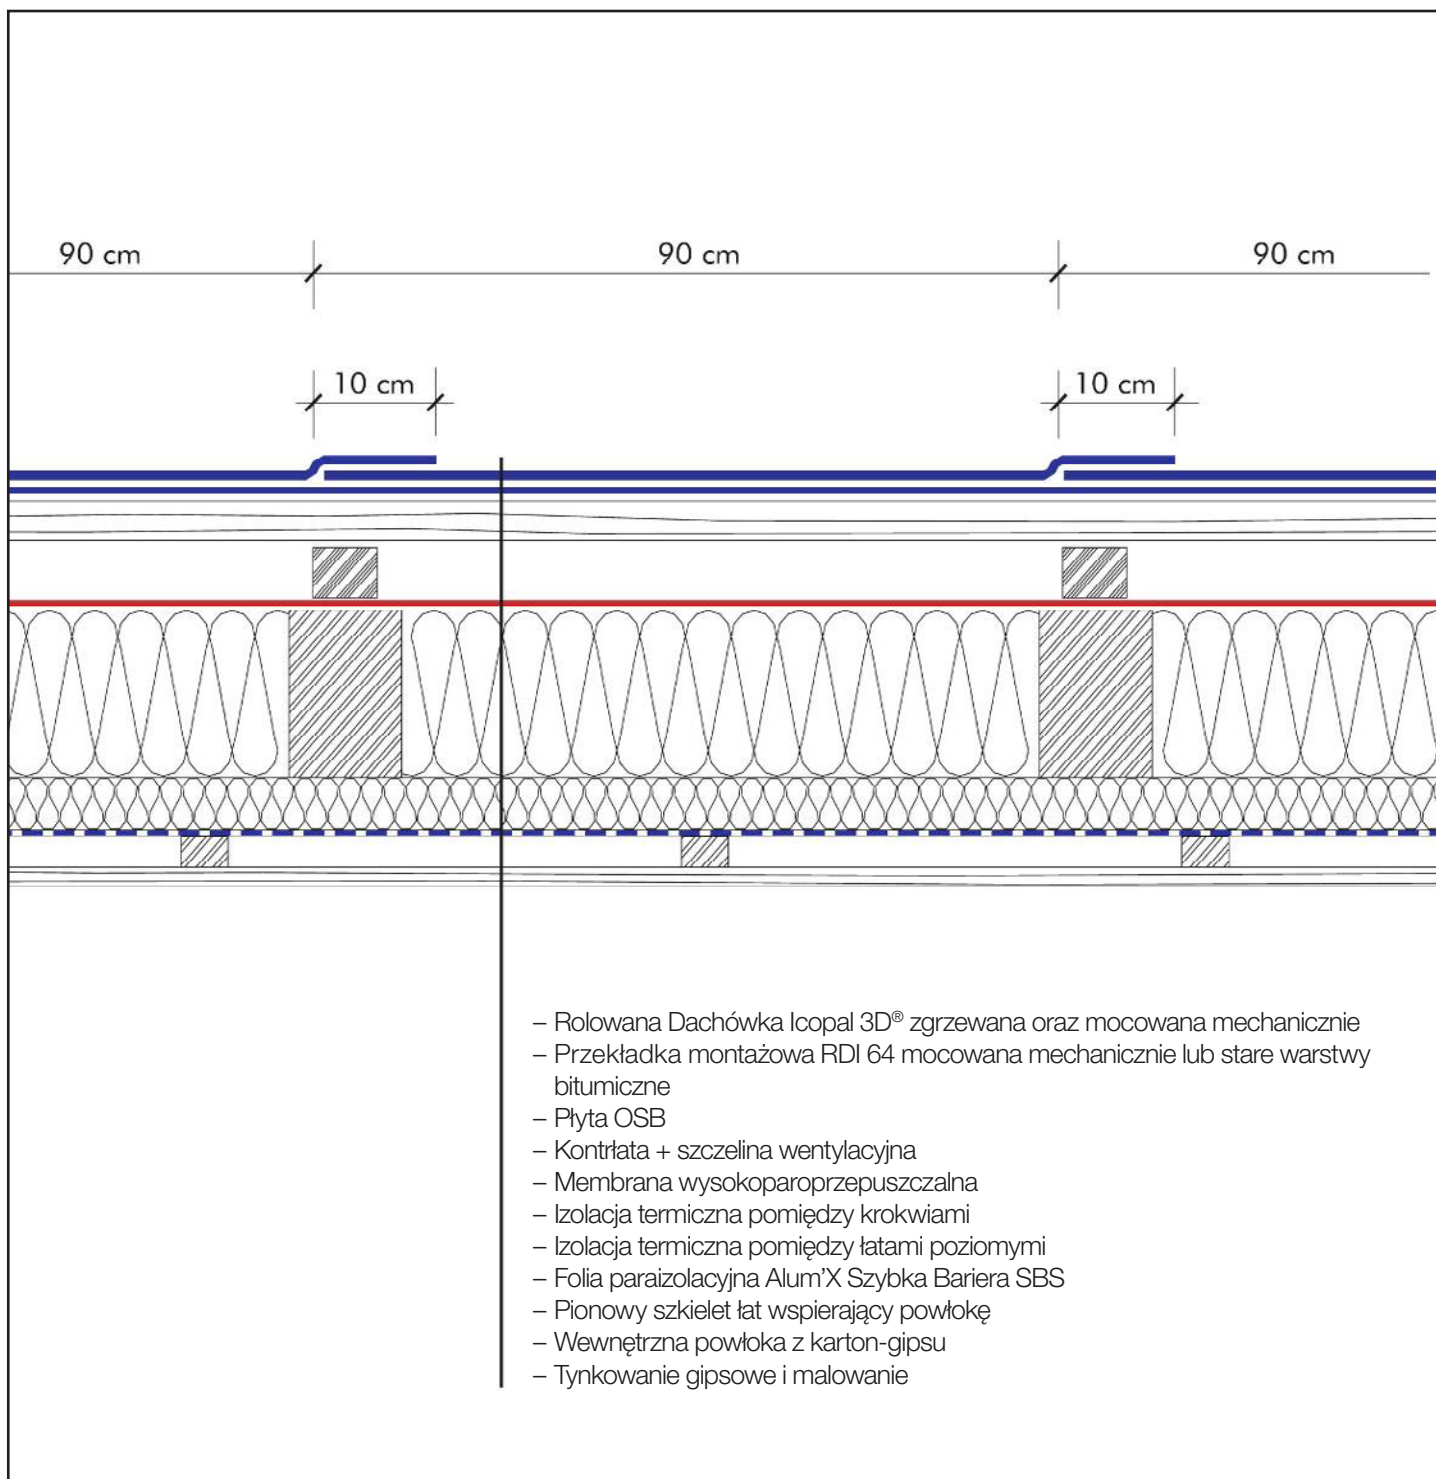 90 cm 90 cm 90 cm
10 cm 10 cm
– Rolowana Dachówka Icopal 3D® zgrzewana oraz mocowana mechanicznie
– Przekładka montażowa RDI 64 mocowana mechanicznie lub stare warstwy
bitumiczne
– Płyta OSB
– Kontrłata + szczelina wentylacyjna
– Membrana wysokoparoprzepuszczalna
– Izolacja termiczna pomiędzy krokwiami
– Izolacja termiczna pomiędzy łatami poziomymi
– Folia paraizolacyjna Alum’X Szybka Bariera SBS
– Pionowy szkielet łat wspierający powłokę
– Wewnętrzna powłoka z karton-gipsu
– Tynkowanie gipsowe i malowanie